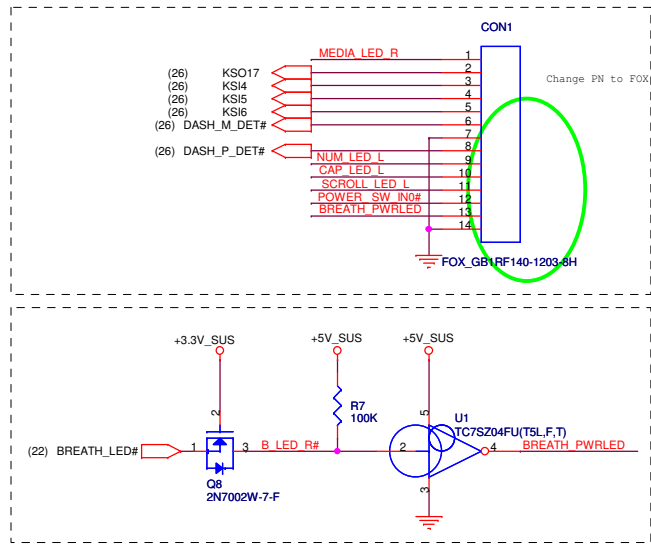 CON1
MEDIA_LED_R 1
(26) KSO17 2
(26) KSI4 3
Change PN to FOX
(26) KSI5 4
(26) KSI6 5
(26) DASH_M_DET# 6
7
(26) DASH_P_DET# 8
NUM_LED_L 9
CAP_LED_L 10
SCROLL_LED_L 11
POWER_SW_IN0# 12
BREATH_PWRLED 13
14
FOX_GB1RF140-1203-8H
+3.3V_SUS +5V_SUS +5V_SUS
R7
100K
2 5
U1
TC7SZ04FU(T5L,F,T)
(22) BREATH_LED# 1 3 B_LED_R# 2 4 BREATH_PWRLED
3
Q8
2N7002W-7-F